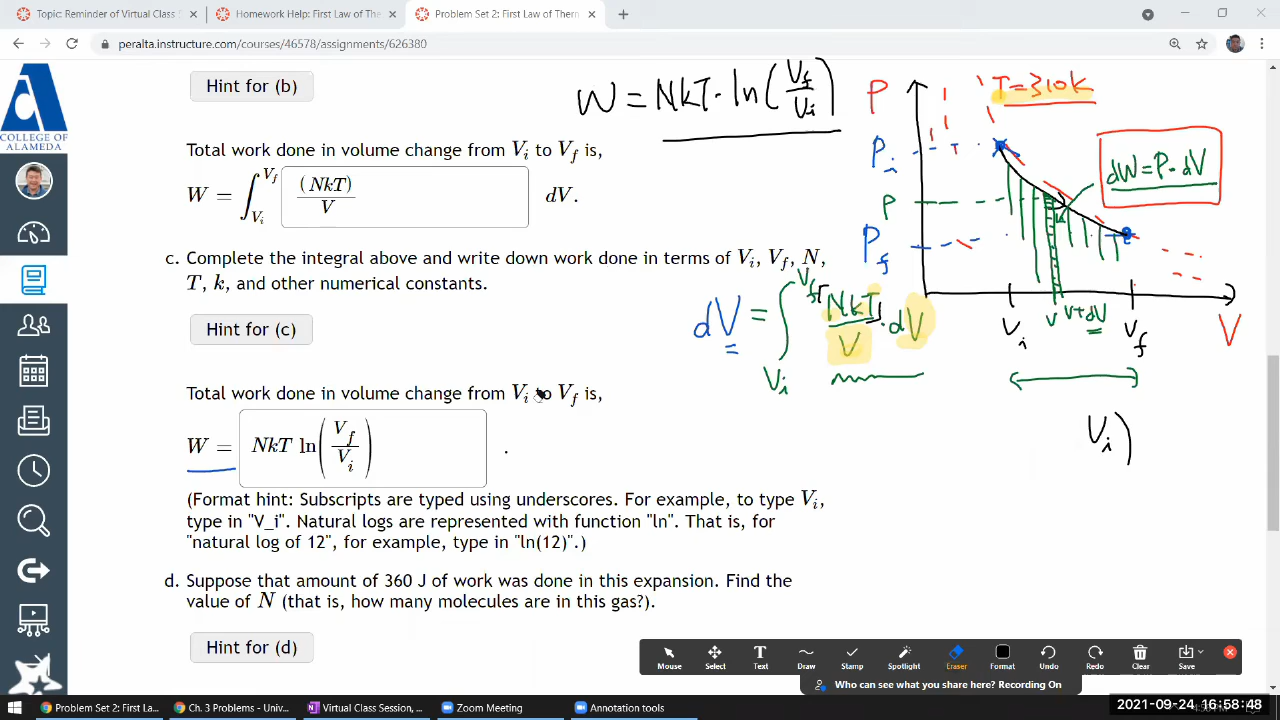 Topic: Reminder of Virtual Class S
Homework Help: First Law of The
Problem Set 2: First Law of Therm
peralta.instructure.com/courses/46578/assignments/626380
COLLEGE OF
ALAMEDA
Hint for (b)
W = NkT · ln(V_f/V_i)
Total work done in volume change from V_i to V_f is,
W = ∫_{V_i}^{V_f} (NkT)/V dV.
c. Complete the integral above and write down work done in terms of V_i, V_f, N,
T, k, and other numerical constants.
Hint for (c)
dV = ∫_{V_i}^{V_f} NkT/V · dV
P
T=310k
P_i
dW = P·dV
P
P_f
V_i
V
V+dV
V_f
V
V_i)
Total work done in volume change from V_i to V_f is,
W = NkT ln(V_f/V_i) .
(Format hint: Subscripts are typed using underscores. For example, to type V_i,
type in "V_i". Natural logs are represented with function "ln". That is, for
"natural log of 12", for example, type in "ln(12)".)
d. Suppose that amount of 360 J of work was done in this expansion. Find the
value of N (that is, how many molecules are in this gas?).
Hint for (d)
Mouse Select Text Draw Stamp Spotlight Eraser Format Undo Redo Clear Save
Who can see what you share here? Recording On
Problem Set 2: First La...
Ch. 3 Problems - Univ...
Virtual Class Session, ...
Zoom Meeting
Annotation tools
2021-09-24 16:58:48